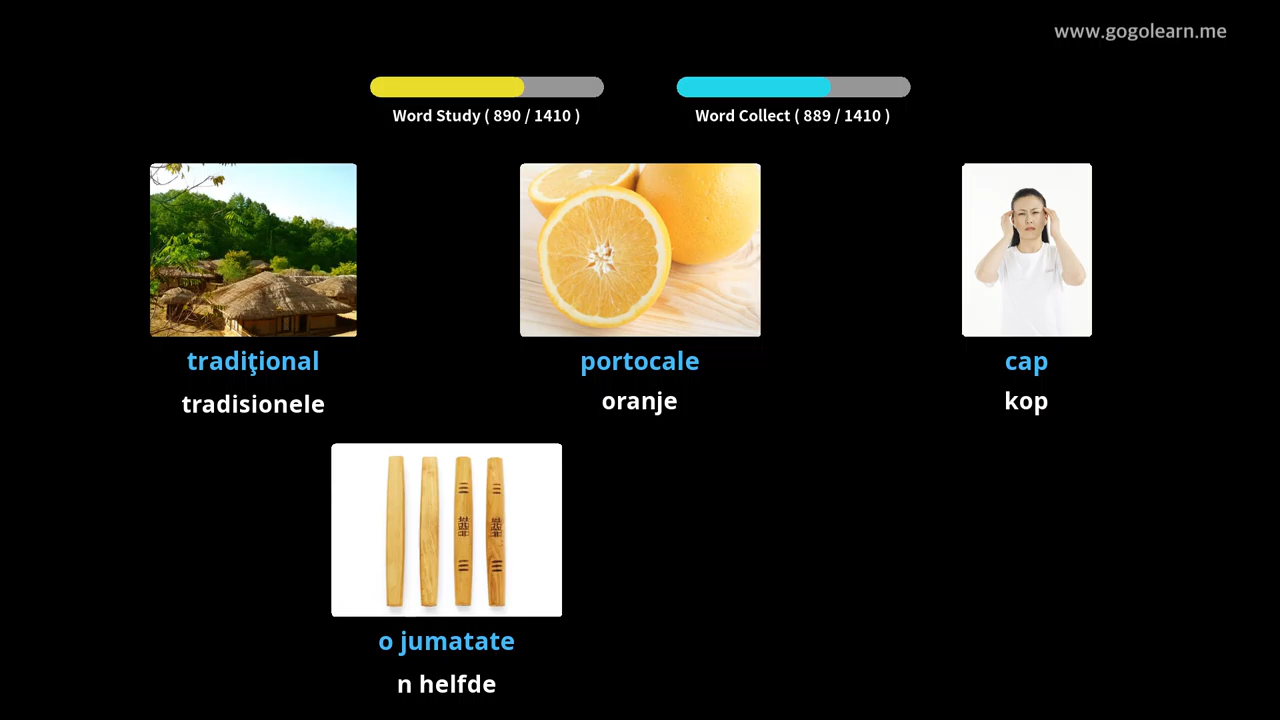 www.gogolearn.me
Word Study ( 890 / 1410 )
Word Collect ( 889 / 1410 )
tradiţional
tradisionele
portocale
oranje
cap
kop
o jumatate
n helfde